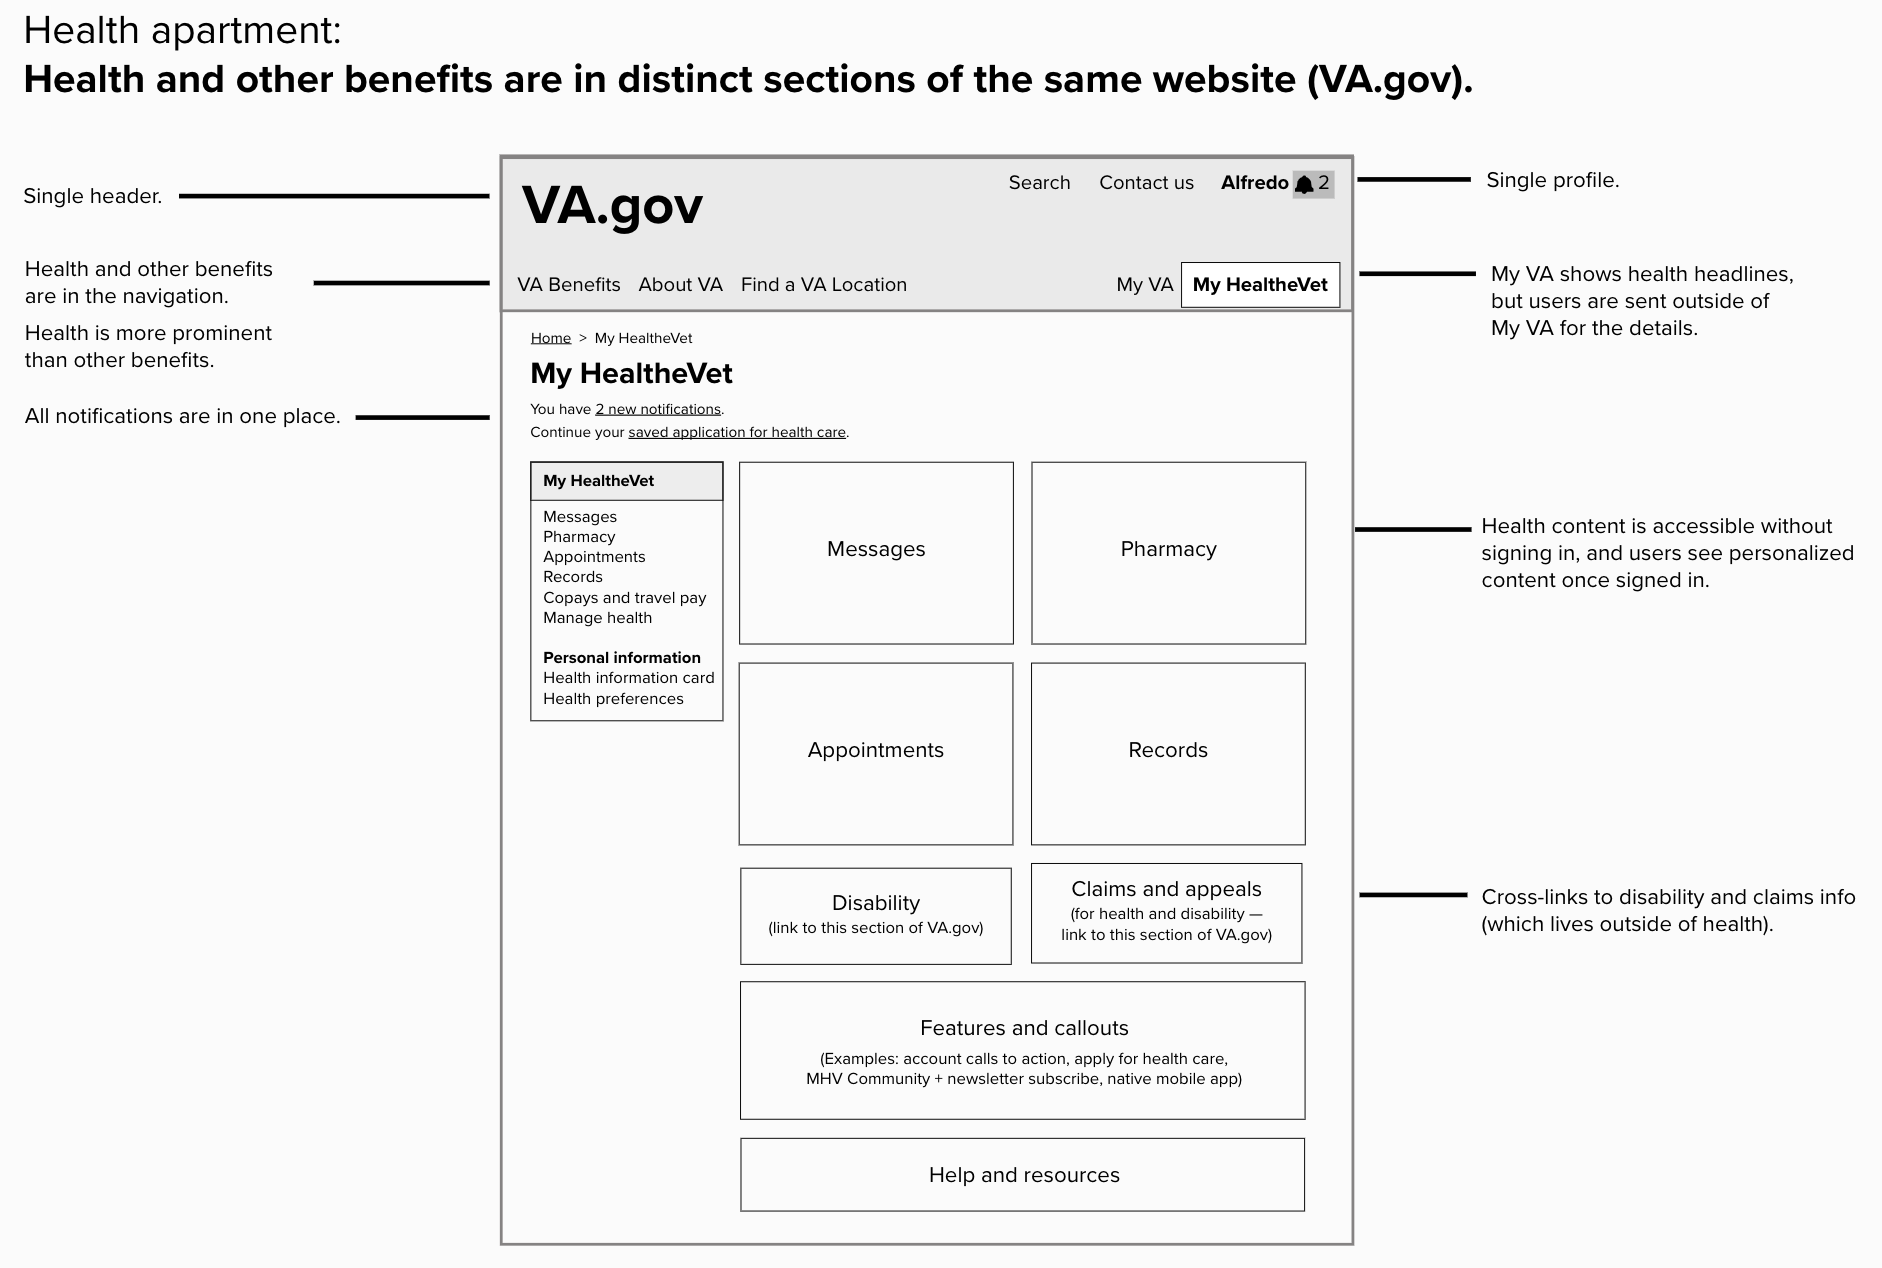 Health apartment:
Health and other benefits are in distinct sections of the same website (VA.gov).
Single header.
Health and other benefits
are in the navigation.
Health is more prominent
than other benefits.
All notifications are in one place.
VA.gov
Search Contact us Alfredo 2
VA Benefits About VA Find a VA Location My VA My HealtheVet
Home > My HealtheVet
My HealtheVet
You have 2 new notifications.
Continue your saved application for health care.
My HealtheVet
Messages
Pharmacy
Appointments
Records
Copays and travel pay
Manage health
Personal information
Health information card
Health preferences
Messages
Pharmacy
Appointments
Records
Disability
(link to this section of VA.gov)
Claims and appeals
(for health and disability —
link to this section of VA.gov)
Features and callouts
(Examples: account calls to action, apply for health care,
MHV Community + newsletter subscribe, native mobile app)
Help and resources
Single profile.
My VA shows health headlines,
but users are sent outside of
My VA for the details.
Health content is accessible without
signing in, and users see personalized
content once signed in.
Cross-links to disability and claims info
(which lives outside of health).